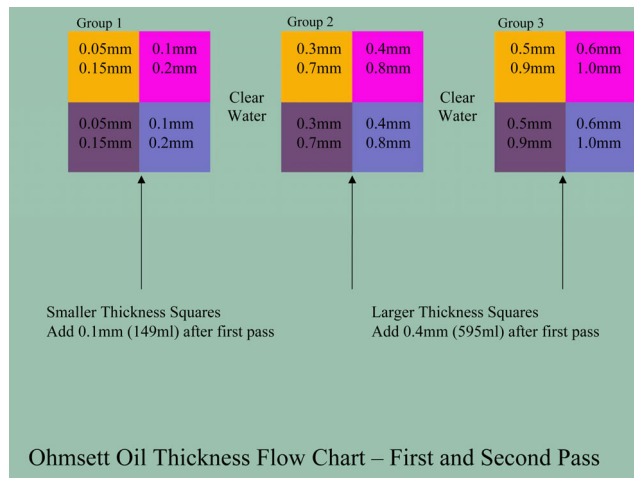 Group 1
0.05mm 0.1mm
0.15mm 0.2mm
0.05mm 0.1mm
0.15mm 0.2mm
Clear
Water
Group 2
0.3mm 0.4mm
0.7mm 0.8mm
0.3mm 0.4mm
0.7mm 0.8mm
Clear
Water
Group 3
0.5mm 0.6mm
0.9mm 1.0mm
0.5mm 0.6mm
0.9mm 1.0mm
Smaller Thickness Squares
Add 0.1mm (149ml) after first pass
Larger Thickness Squares
Add 0.4mm (595ml) after first pass
Ohmsett Oil Thickness Flow Chart – First and Second Pass